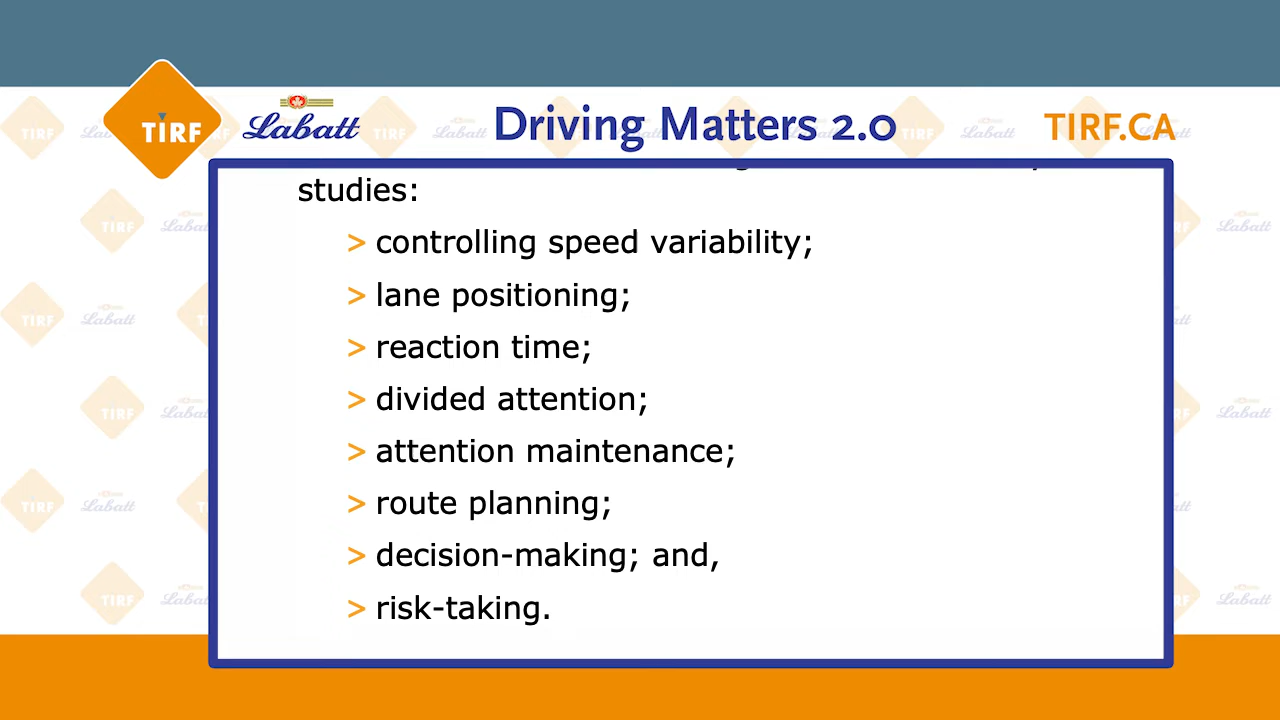 TIRF
Labatt
Driving Matters 2.0
TIRF.CA
studies:
> controlling speed variability;
> lane positioning;
> reaction time;
> divided attention;
> attention maintenance;
> route planning;
> decision-making; and,
> risk-taking.